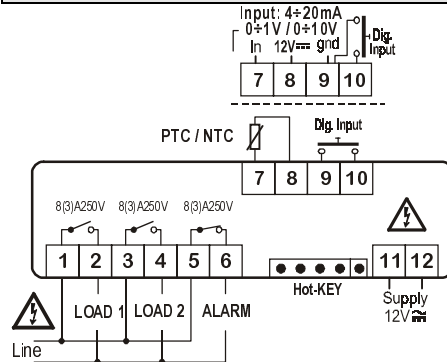 Input: 4÷20mA
0÷1V / 0÷10V
In 12V gnd
Dig.
Input
7 8 9 10
PTC / NTC
Dig. Input
7 8 9 10
8(3)A250V 8(3)A250V 8(3)A250V
1 2 3 4 5 6
11 12
Hot-KEY
LOAD 1 LOAD 2 ALARM
Supply
12V
Line